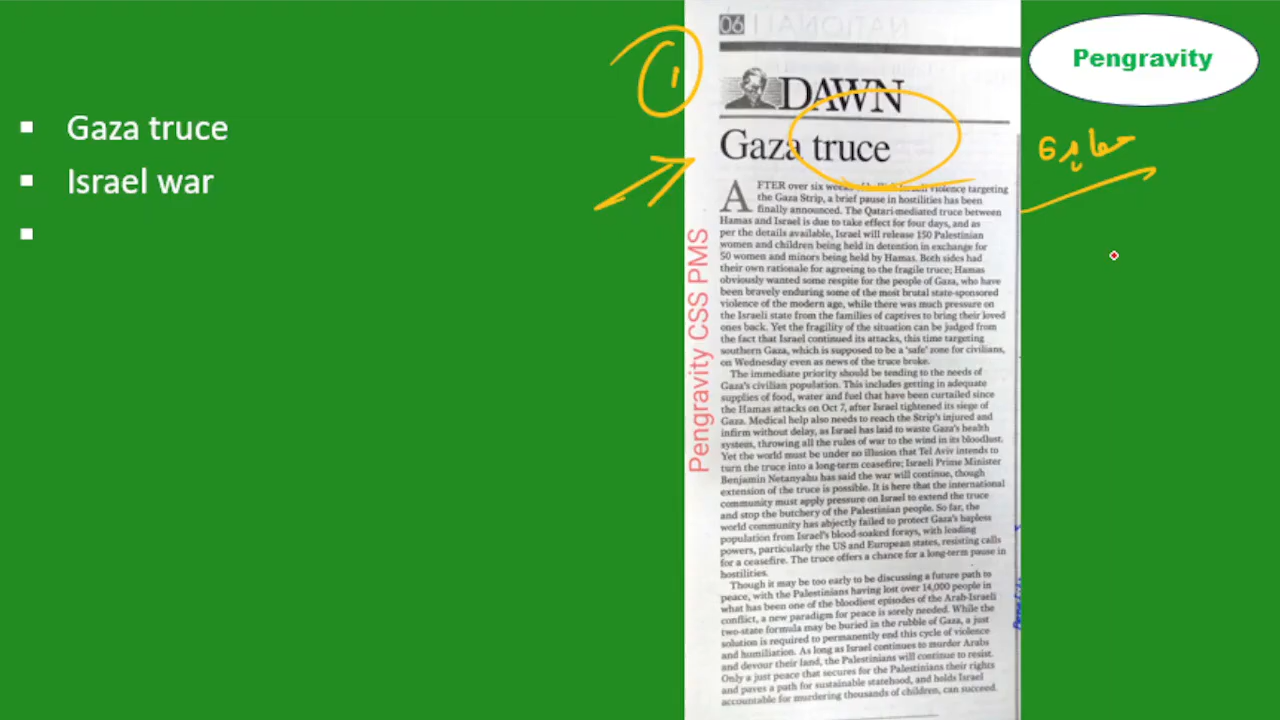 Gaza truce
Israel war
06
NATIONAL
DAWN
Gaza truce
AFTER over six weeks of Israeli violence targeting
the Gaza Strip, a brief pause in hostilities has been
finally announced. The Qatari-mediated truce between
Hamas and Israel is due to take effect for four days, and as
per the details available, Israel will release 150 Palestinian
women and children being held in detention in exchange for
50 women and minors being held by Hamas. Both sides had
their own rationale for agreeing to the fragile truce; Hamas
obviously wanted some respite for the people of Gaza, who have
been bravely enduring some of the most brutal state-sponsored
violence of the modern age, while there was much pressure on
the Israeli state from the families of captives to bring their loved
ones back. Yet the fragility of the situation can be judged from
the fact that Israel continued its attacks, this time targeting
southern Gaza, which is supposed to be a ‘safe’ zone for civilians,
on Wednesday even as news of the truce broke.
The immediate priority should be tending to the needs of
Gaza’s civilian population. This includes getting in adequate
supplies of food, water and fuel that have been curtailed since
the Hamas attacks on Oct 7, after Israel tightened its siege of
Gaza. Medical help also needs to reach the Strip’s injured and
infirm without delay, as Israel has laid to waste Gaza’s health
system, throwing all the rules of war to the wind in its bloodlust.
Yet the world must be under no illusion that Tel Aviv intends to
turn the truce into a long-term ceasefire; Israeli Prime Minister
Benjamin Netanyahu has said the war will continue, though
extension of the truce is possible. It is here that the international
community must apply pressure on Israel to extend the truce
and stop the butchery of the Palestinian people. So far, the
world community has abjectly failed to protect Gaza’s hapless
population from Israel’s blood-soaked forays, with leading
powers, particularly the US and European states, resisting calls
for a ceasefire. The truce offers a chance for a long-term pause in
hostilities.
Though it may be too early to be discussing a future path to
peace, with the Palestinians having lost over 14,000 people in
what has been one of the bloodiest episodes of the Arab-Israeli
conflict, a new paradigm for peace is sorely needed. While the
two-state formula may be buried in the rubble of Gaza, a just
solution is required to permanently end this cycle of violence
and humiliation. As long as Israel continues to murder Arabs
and devour their land, the Palestinians will continue to resist.
Only a just peace that secures for the Palestinians their rights
and paves a path for sustainable statehood, and holds Israel
accountable for murdering thousands of children, can succeed.
Pengravity CSS PMS
Pengravity
1